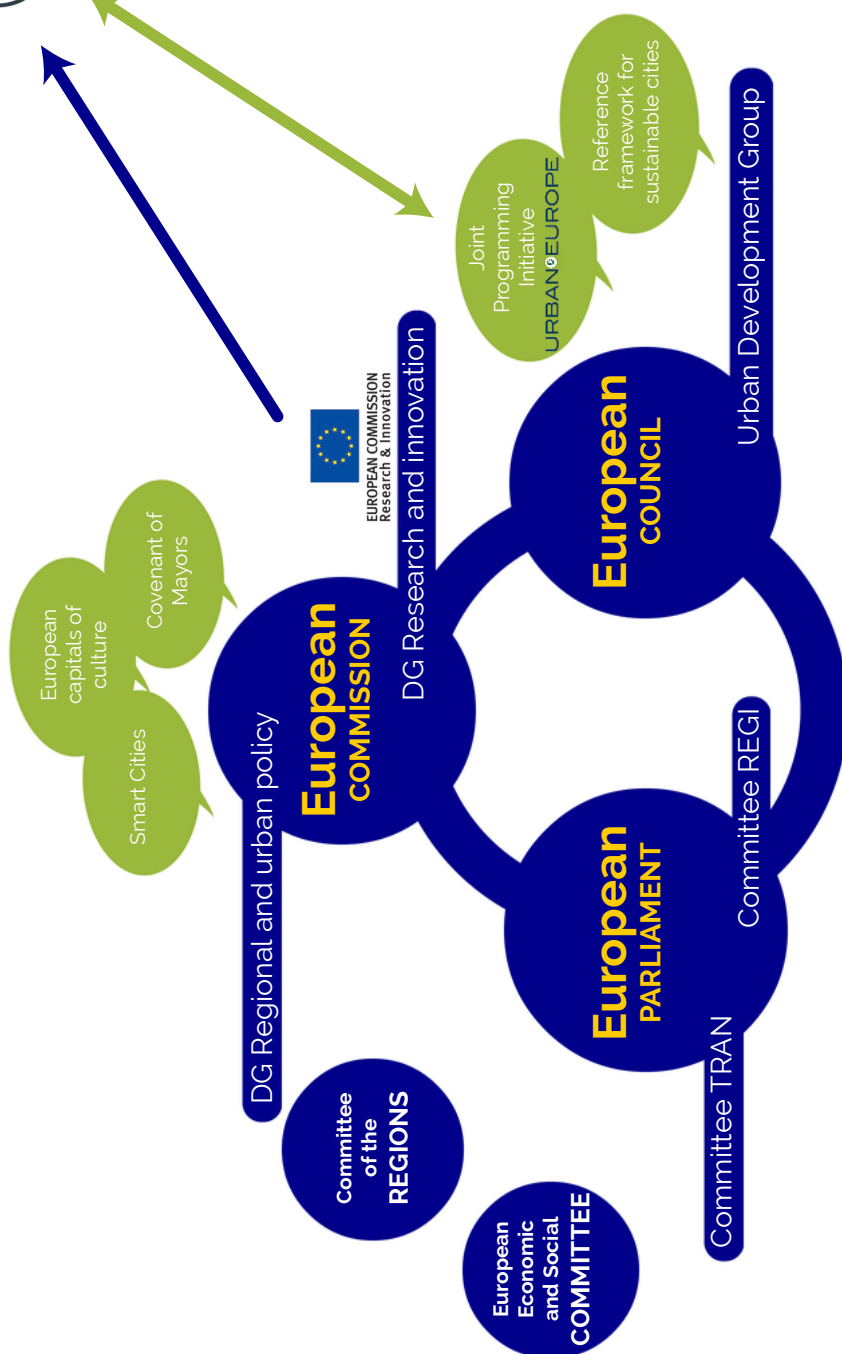 Smart Cities
European
capitals of
culture
Covenant of
Mayors
DG Regional and urban policy
European
COMMISSION
DG Research and innovation
EUROPEAN COMMISSION
Research & Innovation
Joint
Programming
Initiative
URBAN EUROPE
Reference
framework for
sustainable cities
Committee
of the
REGIONS
European
Economic
and Social
COMMITTEE
European
PARLIAMENT
Committee TRAN
Committee REGI
European
COUNCIL
Urban Development Group